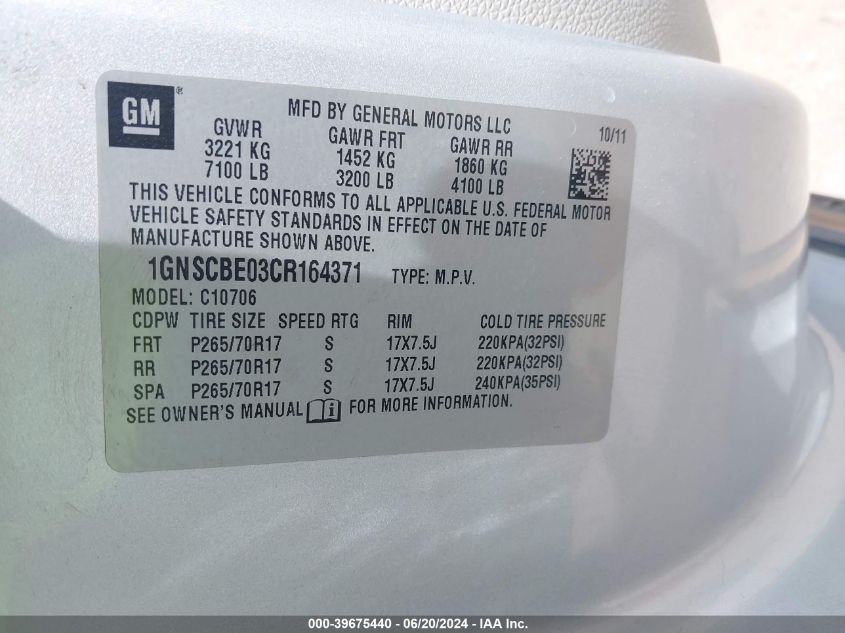 GM®
MFD BY GENERAL MOTORS LLC
10/11
GVWR GAWR FRT GAWR RR
3221 KG 1452 KG 1860 KG
7100 LB 3200 LB 4100 LB
THIS VEHICLE CONFORMS TO ALL APPLICABLE U.S. FEDERAL MOTOR
VEHICLE SAFETY STANDARDS IN EFFECT ON THE DATE OF
MANUFACTURE SHOWN ABOVE.
1GNSCBE03CR164371 TYPE: M.P.V.
MODEL: C10706
CDPW TIRE SIZE SPEED RTG RIM COLD TIRE PRESSURE
FRT P265/70R17 S 17X7.5J 220KPA(32PSI)
RR P265/70R17 S 17X7.5J 220KPA(32PSI)
SPA P265/70R17 S 17X7.5J 240KPA(35PSI)
SEE OWNER'S MANUAL i FOR MORE INFORMATION.
000-39675440 - 06/20/2024 - IAA Inc.